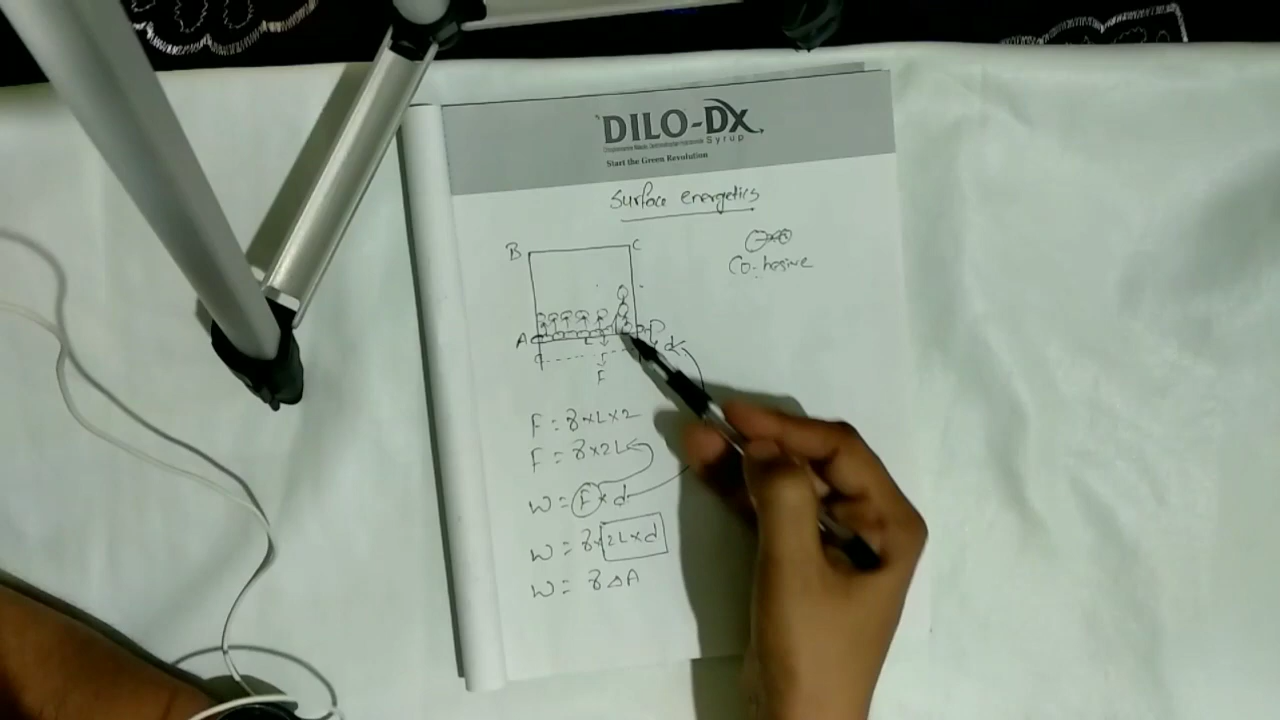 DILO-DX
Syrup
Start the Green Revolution
Surface energetics
B C
Co-hesive
A D
L d
F
F = γ×L×2
F = γ×2L
W = F×d
W = γ×2L×d
W = γΔA